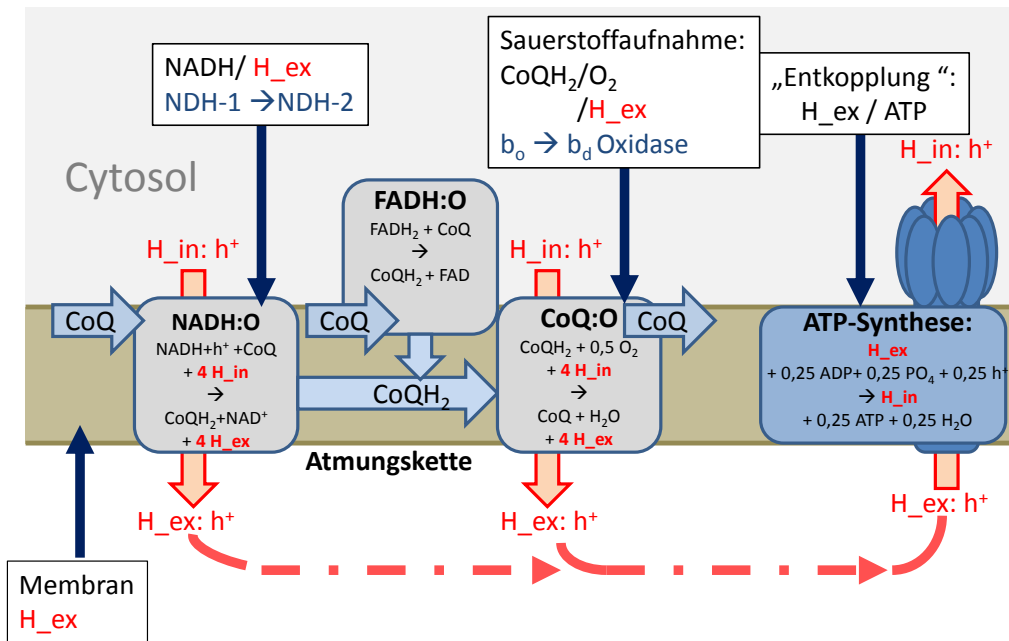 NADH/ H_ex
NDH-1 → NDH-2
Sauerstoffaufnahme:
CoQH₂/O₂
/H_ex
bₒ → b_d Oxidase
„Entkopplung “:
H_ex / ATP
Cytosol
H_in: h⁺
FADH:O
FADH₂ + CoQ
→
CoQH₂ + FAD
H_in: h⁺
H_in: h⁺
CoQ
NADH:O
NADH+h⁺ +CoQ
+ 4 H_in
→
CoQH₂+NAD⁺
+ 4 H_ex
CoQ
CoQH₂
CoQ:O
CoQH₂ + 0,5 O₂
+ 4 H_in
→
CoQ + H₂O
+ 4 H_ex
CoQ
ATP-Synthese:
H_ex
+ 0,25 ADP+ 0,25 PO₄ + 0,25 h⁺
→ H_in
+ 0,25 ATP + 0,25 H₂O
Atmungskette
H_ex: h⁺
H_ex: h⁺
H_ex: h⁺
Membran
H_ex